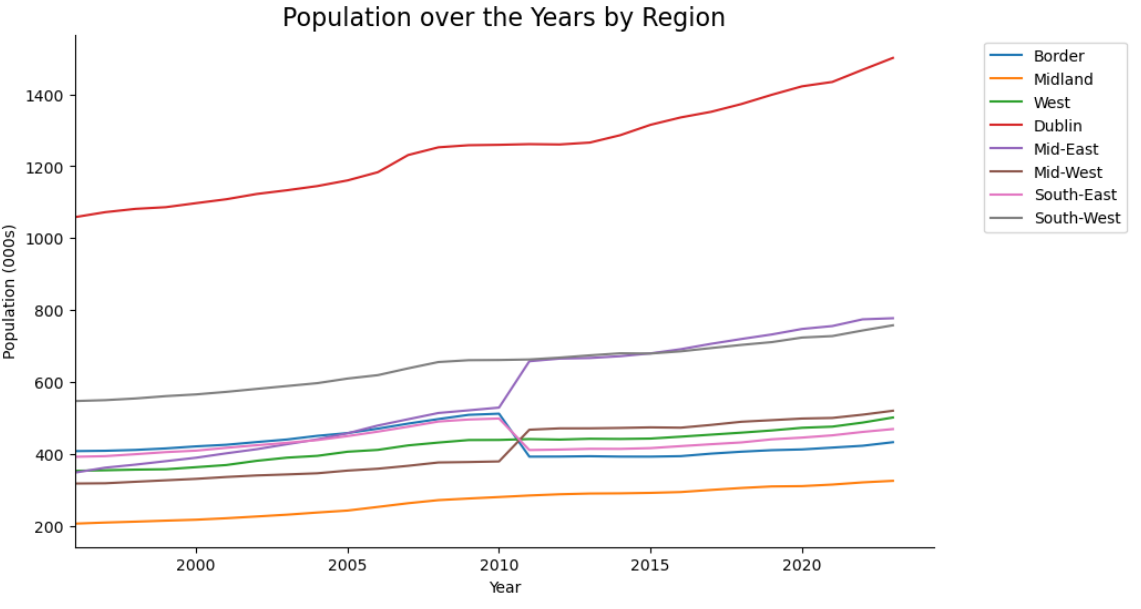 Population over the Years by Region
Population (000s)
1400
1200
1000
800
600
400
200
2000
2005
2010
2015
2020
Year
Border
Midland
West
Dublin
Mid-East
Mid-West
South-East
South-West